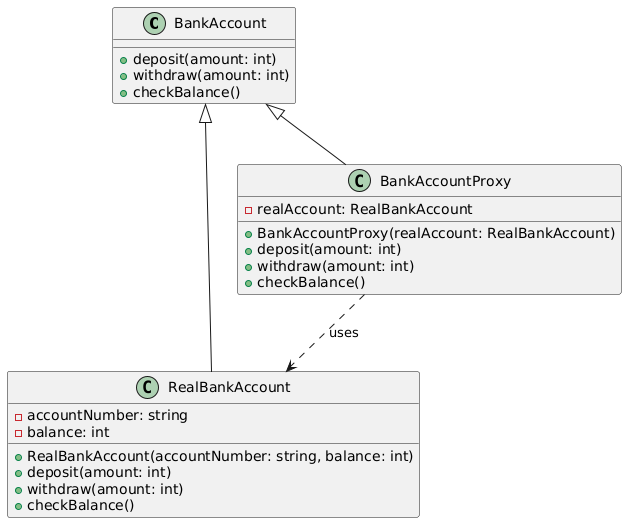 C BankAccount
deposit(amount: int)
withdraw(amount: int)
checkBalance()
C BankAccountProxy
realAccount: RealBankAccount
BankAccountProxy(realAccount: RealBankAccount)
deposit(amount: int)
withdraw(amount: int)
checkBalance()
uses
C RealBankAccount
accountNumber: string
balance: int
RealBankAccount(accountNumber: string, balance: int)
deposit(amount: int)
withdraw(amount: int)
checkBalance()